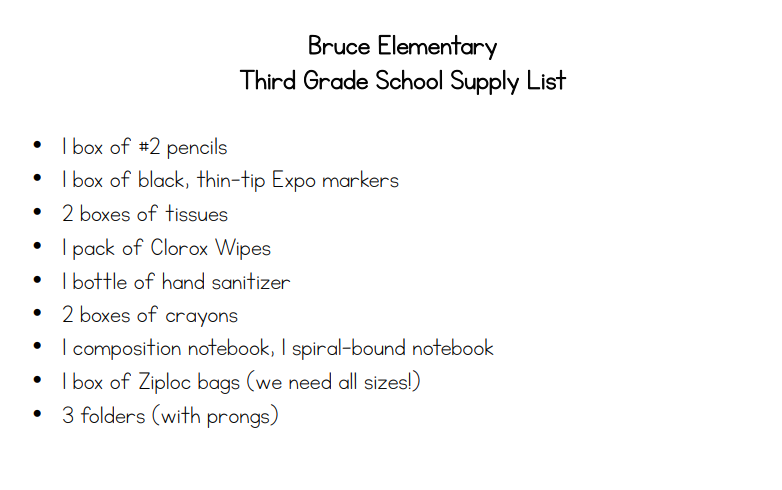 Bruce Elementary
Third Grade School Supply List
• 1 box of #2 pencils
• 1 box of black, thin-tip Expo markers
• 2 boxes of tissues
• 1 pack of Clorox Wipes
• 1 bottle of hand sanitizer
• 2 boxes of crayons
• 1 composition notebook, 1 spiral-bound notebook
• 1 box of Ziploc bags (we need all sizes!)
• 3 folders (with prongs)